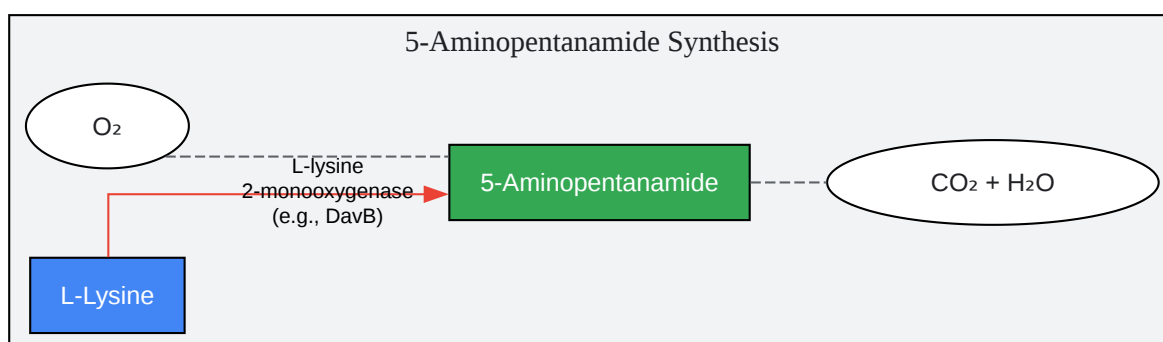 5-Aminopentanamide Synthesis
O₂
L-lysine
2-monooxygenase
(e.g., DavB)
5-Aminopentanamide
CO₂ + H₂O
L-Lysine